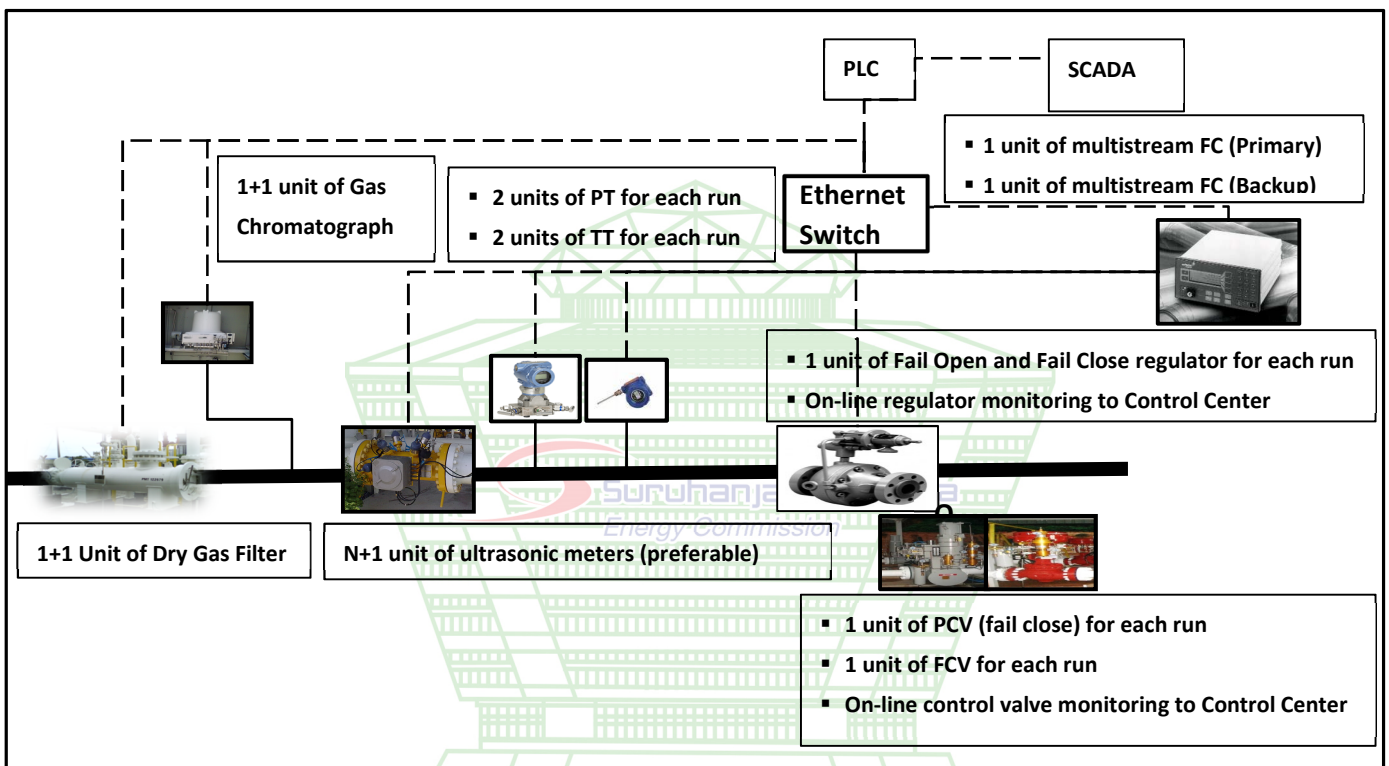 PLC
SCADA
▪ 1 unit of multistream FC (Primary)
▪ 1 unit of multistream FC (Backup)
1+1 unit of Gas
Chromatograph
▪ 2 units of PT for each run
▪ 2 units of TT for each run
Ethernet
Switch
▪ 1 unit of Fail Open and Fail Close regulator for each run
▪ On-line regulator monitoring to Control Center
Energy Commission
1+1 Unit of Dry Gas Filter
N+1 unit of ultrasonic meters (preferable)
▪ 1 unit of PCV (fail close) for each run
▪ 1 unit of FCV for each run
▪ On-line control valve monitoring to Control Center